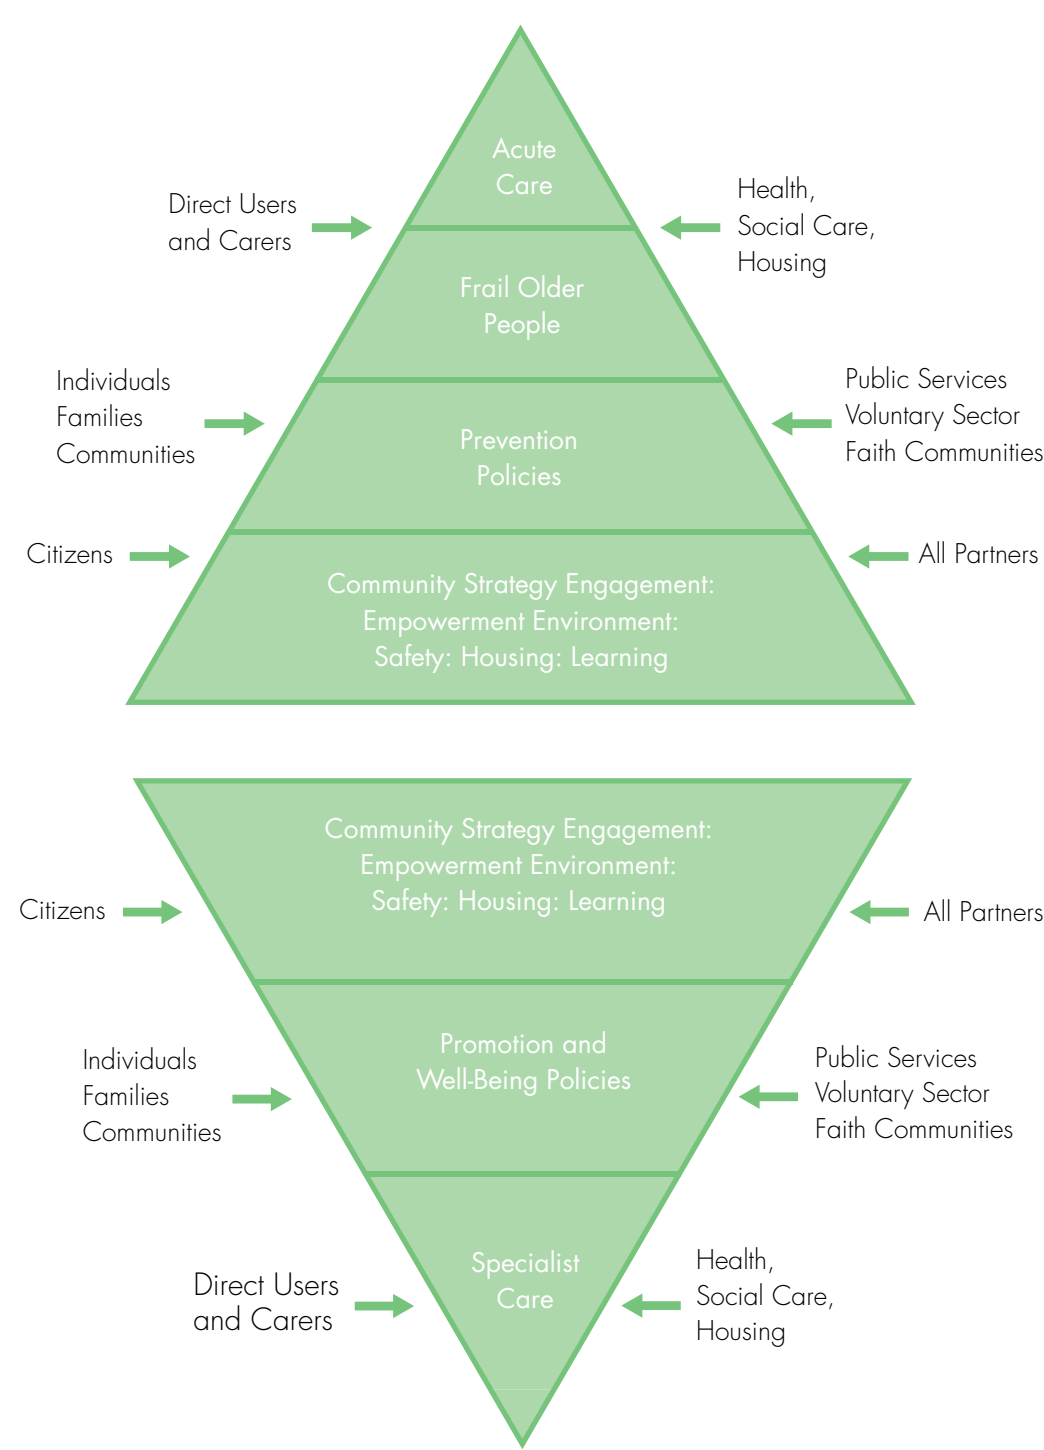 Acute
Care
Direct Users
and Carers
Health,
Social Care,
Housing
Frail Older
People
Individuals
Families
Communities
Public Services
Voluntary Sector
Faith Communities
Prevention
Policies
Citizens
All Partners
Community Strategy Engagement:
Empowerment Environment:
Safety: Housing: Learning
Community Strategy Engagement:
Empowerment Environment:
Safety: Housing: Learning
Citizens
All Partners
Promotion and
Well-Being Policies
Individuals
Families
Communities
Public Services
Voluntary Sector
Faith Communities
Specialist
Care
Direct Users
and Carers
Health,
Social Care,
Housing